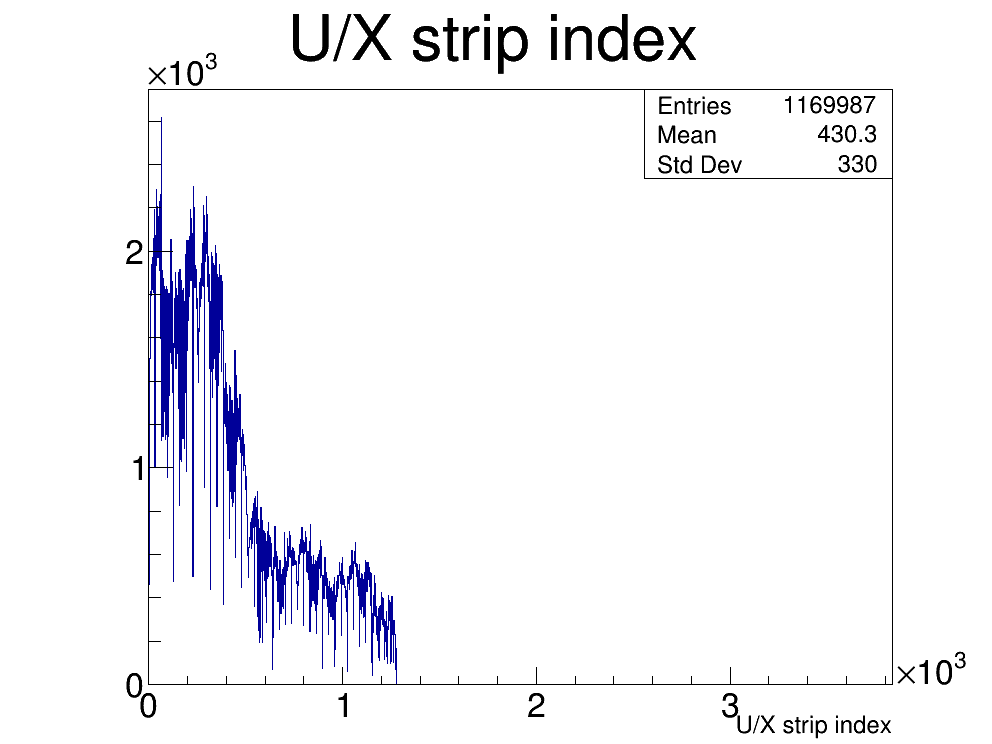 U/X strip index
×10³
Entries 1169987
Mean 430.3
Std Dev 330
2
1
0
0 1 2 3
×10³
U/X strip index